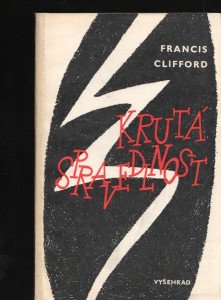 FRANCIS
CLIFFORD
KRUTÁ
SPRAVEDLNOST
VYŠEHRAD